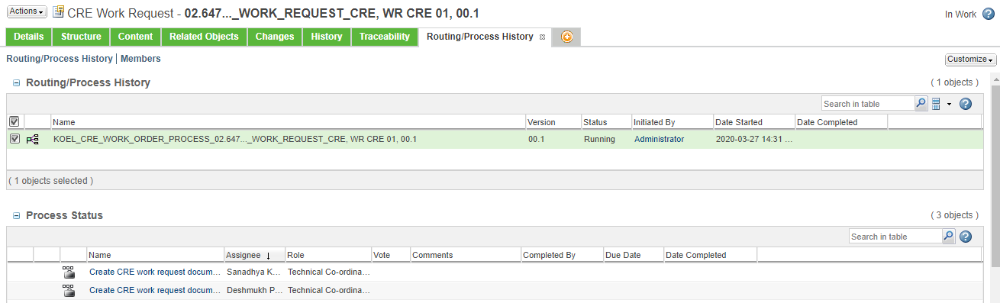 Actions
CRE Work Request - 02.647..._WORK_REQUEST_CRE, WR CRE 01, 00.1
In Work
Details Structure Content Related Objects Changes History Traceability Routing/Process History
Routing/Process History | Members
Customize
Routing/Process History
( 1 objects )
Search in table
Name Version Status Initiated By Date Started Date Completed
KOEL_CRE_WORK_ORDER_PROCESS_02.647..._WORK_REQUEST_CRE, WR CRE 01, 00.1 00.1 Running Administrator 2020-03-27 14:31 ...
( 1 objects selected )
Process Status
( 3 objects )
Search in table
Name Assignee Role Vote Comments Completed By Due Date Date Completed
Create CRE work request docum... Sanadhya K... Technical Co-ordina...
Create CRE work request docum... Deshmukh P... Technical Co-ordina...